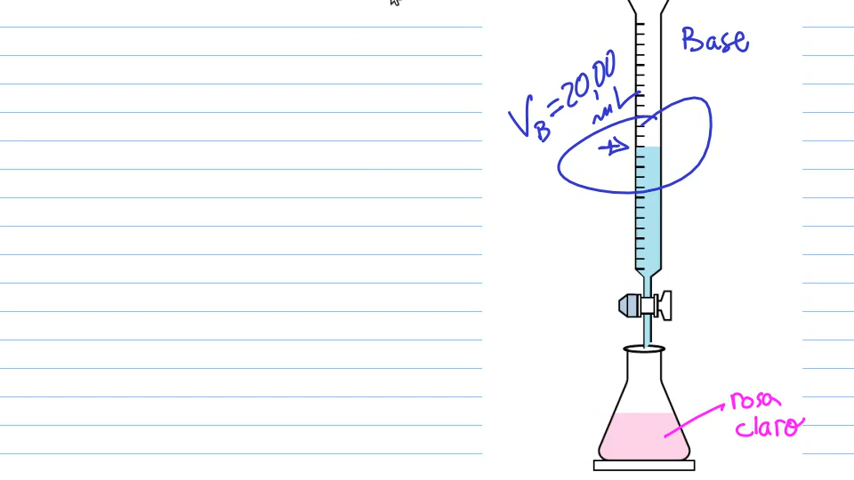 Base
V_B = 20,00
mL
rosa
claro